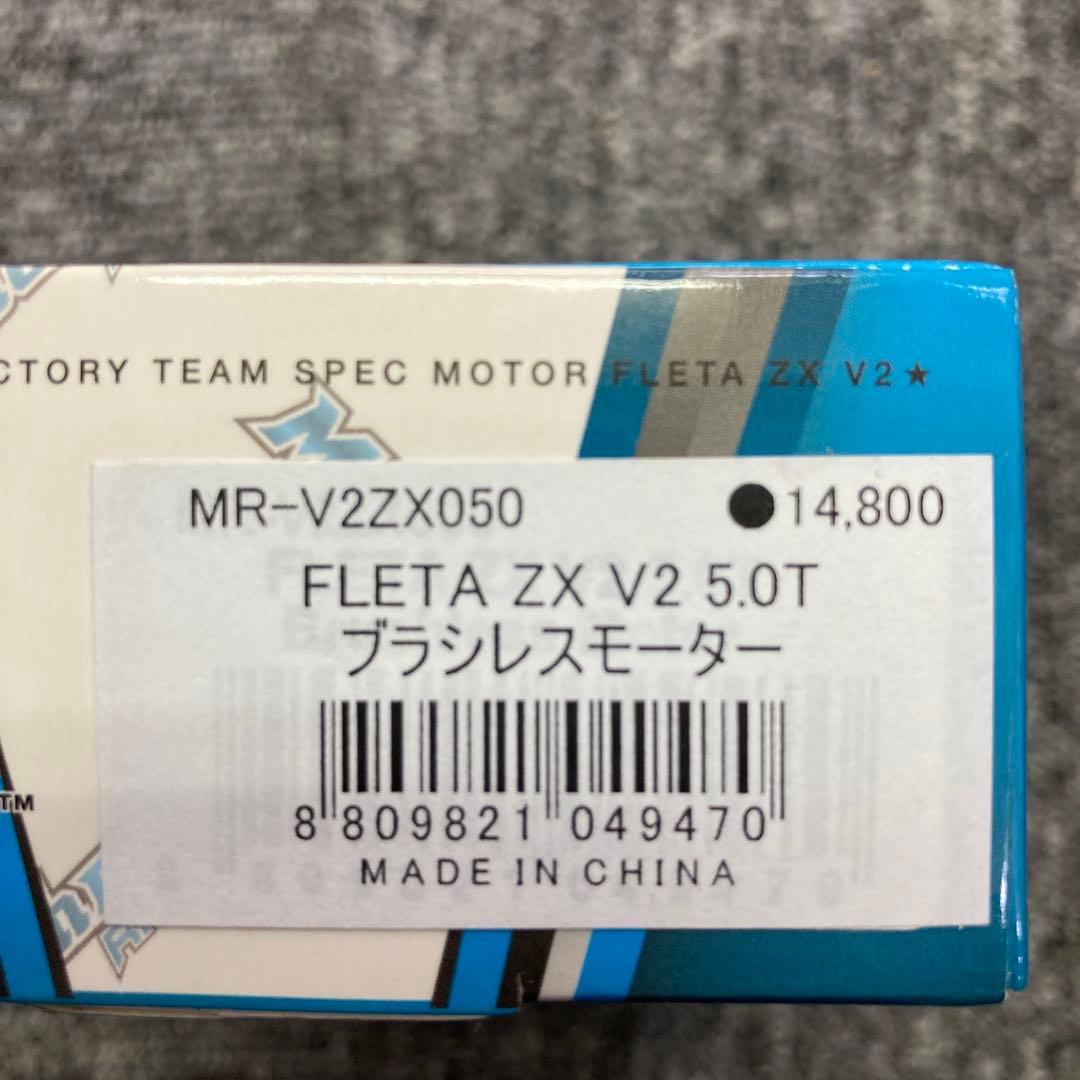 CTORY TEAM SPEC MOTOR FLETA ZX V2★
MR-V2ZX050 ●14,800
FLETA ZX V2 5.0T
ブラシレスモーター
8 809821 049470
MADE IN CHINA
TM